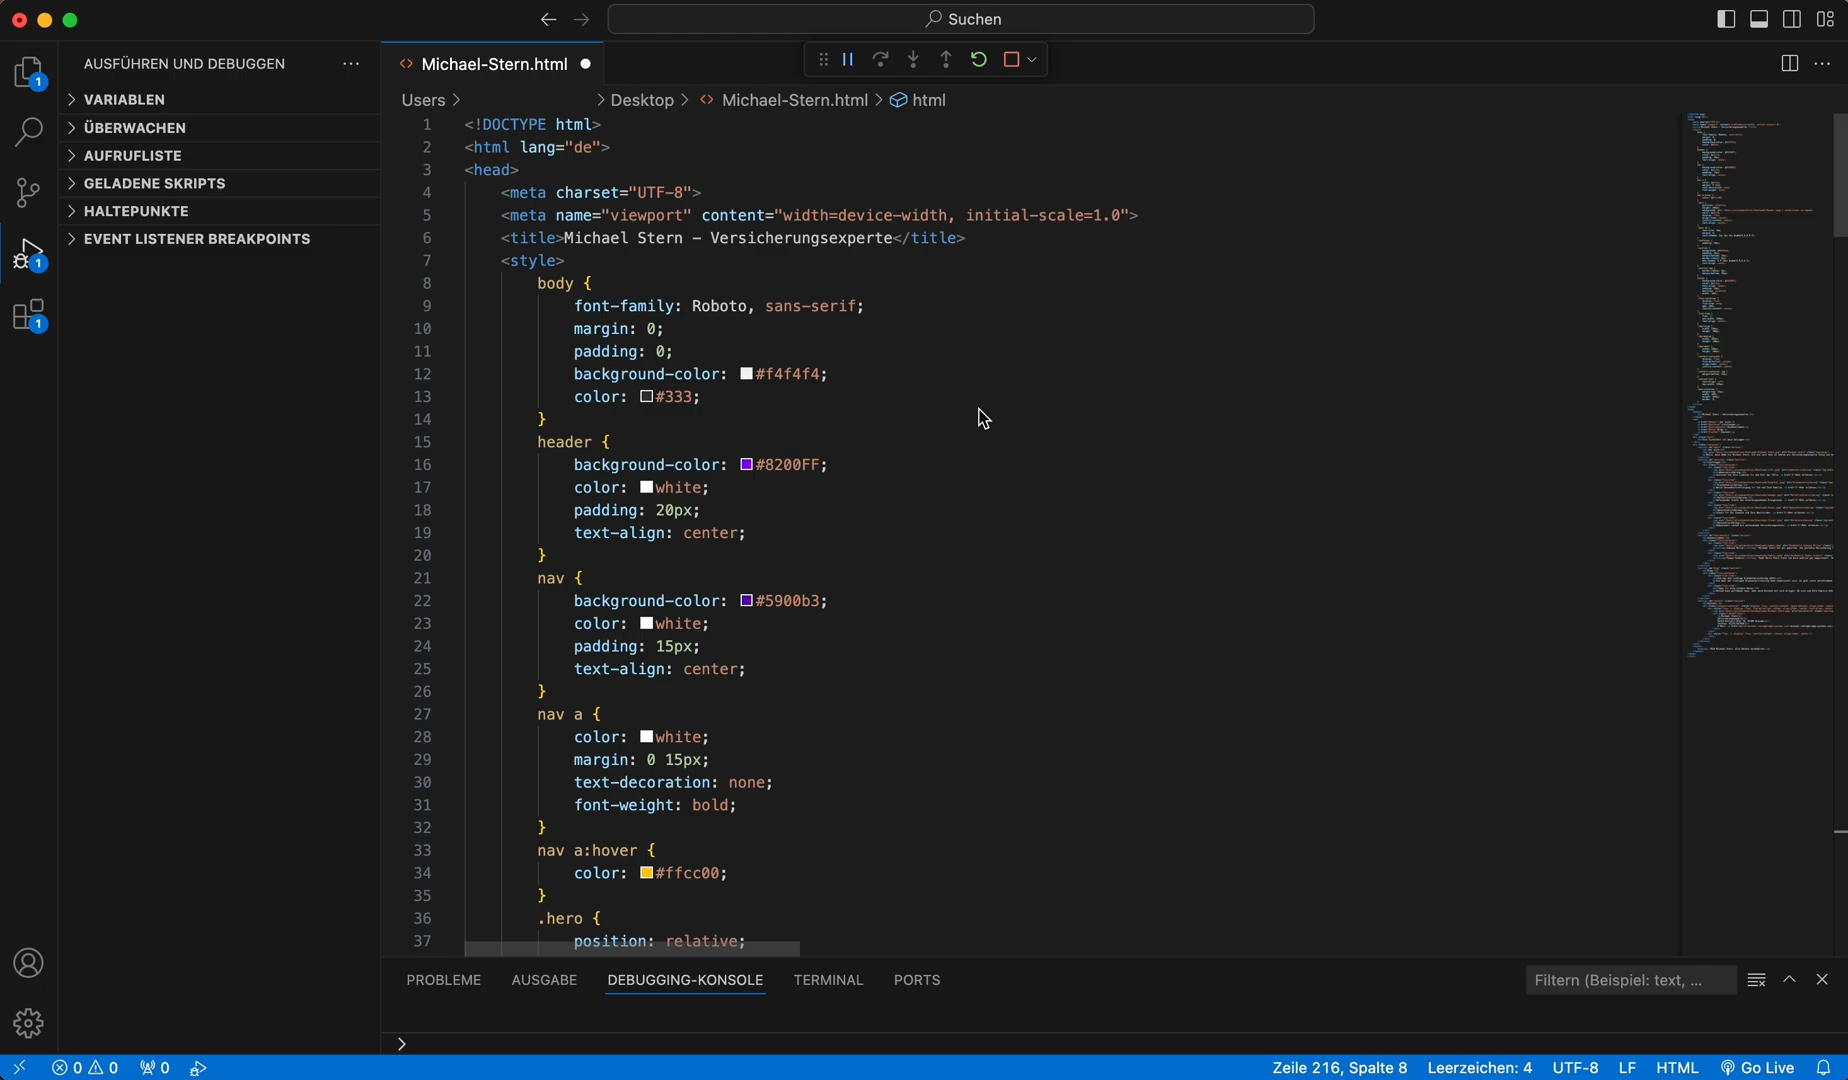 Suchen
AUSFÜHREN UND DEBUGGEN
VARIABLEN
ÜBERWACHEN
AUFRUFLISTE
GELADENE SKRIPTS
HALTEPUNKTE
EVENT LISTENER BREAKPOINTS
1
1
1
Michael-Stern.html
Users > > Desktop > Michael-Stern.html > html
1 <!DOCTYPE html>
2 <html lang="de">
3 <head>
4 <meta charset="UTF-8">
5 <meta name="viewport" content="width=device-width, initial-scale=1.0">
6 <title>Michael Stern – Versicherungsexperte</title>
7 <style>
8 body {
9 font-family: Roboto, sans-serif;
10 margin: 0;
11 padding: 0;
12 background-color: #f4f4f4;
13 color: #333;
14 }
15 header {
16 background-color: #8200FF;
17 color: white;
18 padding: 20px;
19 text-align: center;
20 }
21 nav {
22 background-color: #5900b3;
23 color: white;
24 padding: 15px;
25 text-align: center;
26 }
27 nav a {
28 color: white;
29 margin: 0 15px;
30 text-decoration: none;
31 font-weight: bold;
32 }
33 nav a:hover {
34 color: #ffcc00;
35 }
36 .hero {
37 position: relative;
PROBLEME AUSGABE DEBUGGING-KONSOLE TERMINAL PORTS Filtern (Beispiel: text, ...
>
0 0 0 Zeile 216, Spalte 8 Leerzeichen: 4 UTF-8 LF HTML Go Live